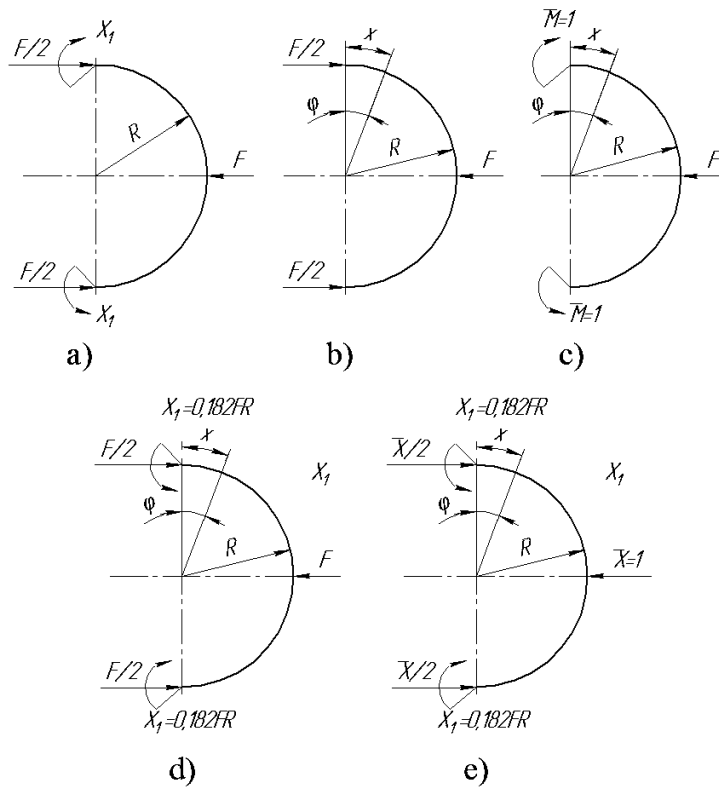 X₁
F/2
R
F
F/2
X₁
a)
F/2
x
φ
R
F
F/2
b)
M̅=1
x
φ
R
F
M̅=1
c)
X₁=0,182FR
F/2
x
X₁
φ
R
F
F/2
X₁=0,182FR
d)
X₁=0,182FR
X̅/2
x
X₁
φ
R
X̅=1
X̅/2
X₁=0,182FR
e)